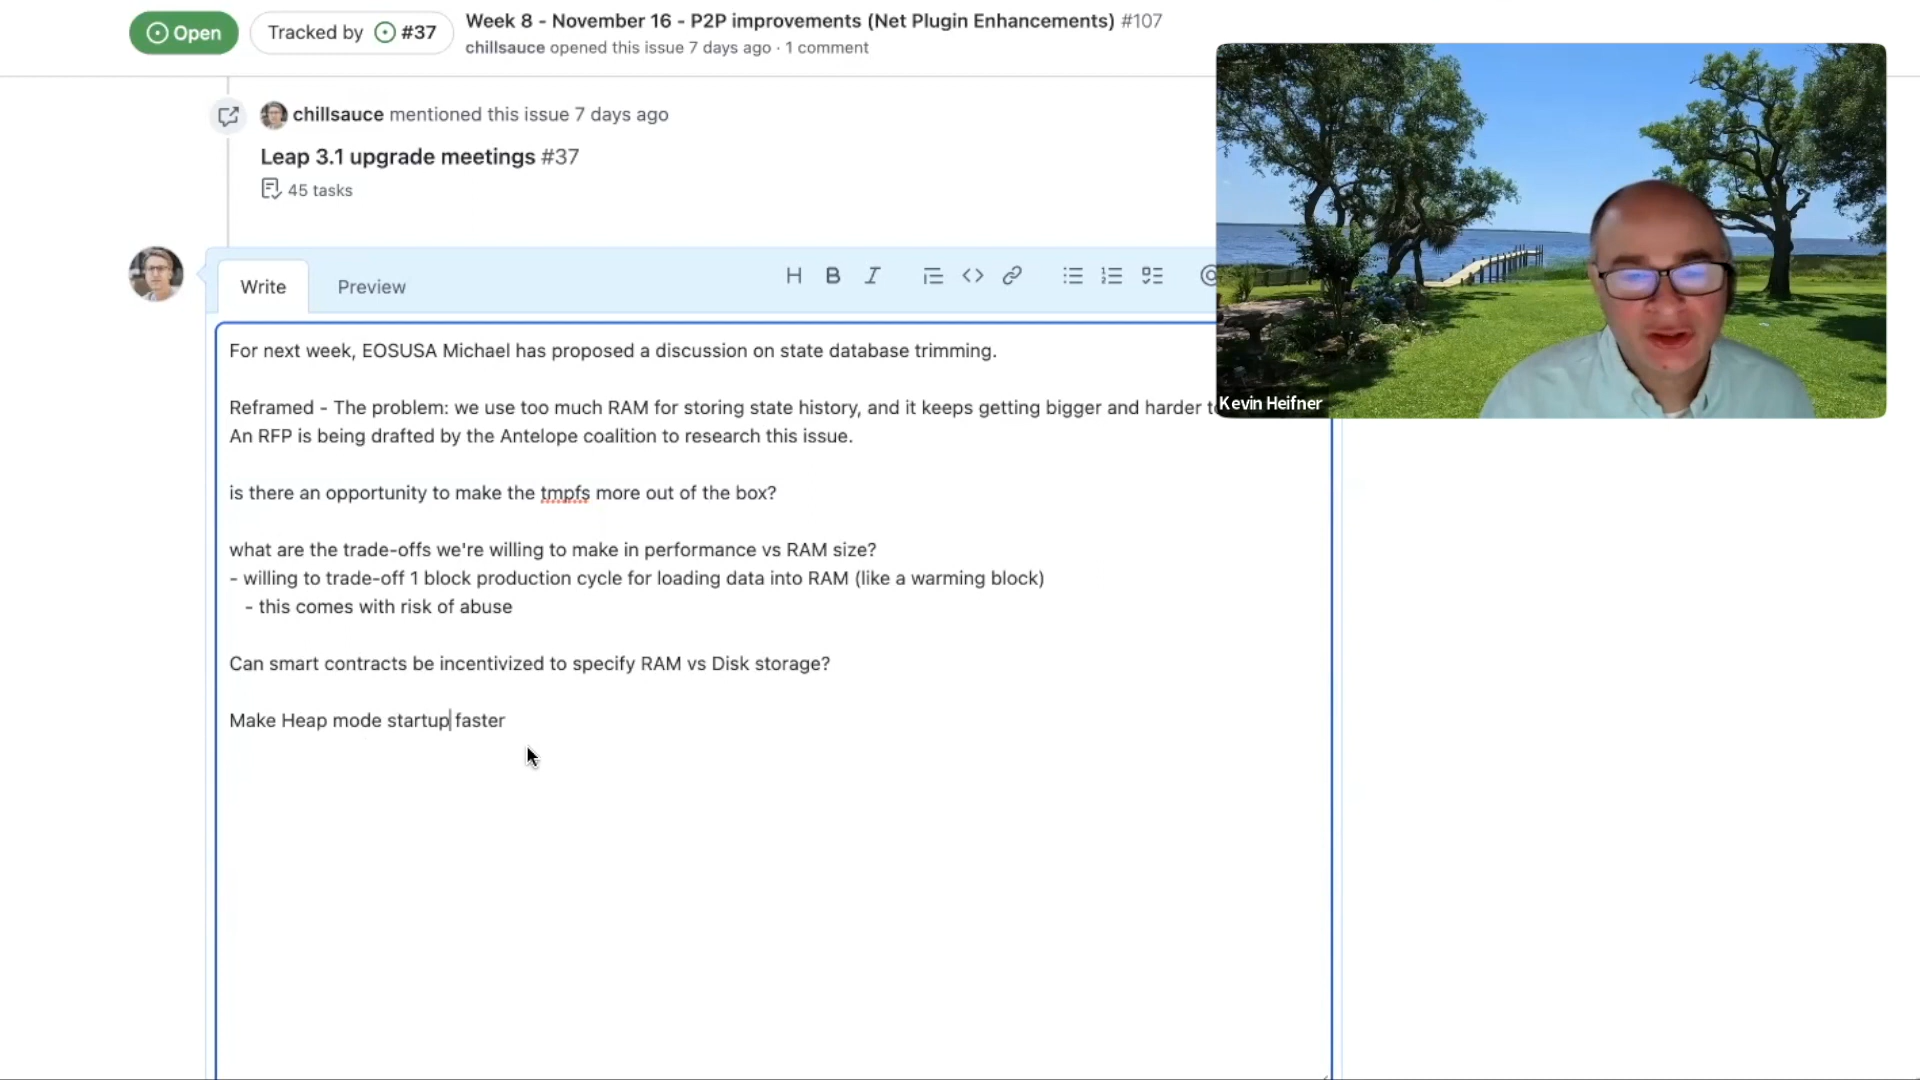 Open
Tracked by #37
Week 8 - November 16 - P2P improvements (Net Plugin Enhancements) #107
chillsauce opened this issue 7 days ago · 1 comment
chillsauce mentioned this issue 7 days ago
Leap 3.1 upgrade meetings #37
45 tasks
Write
Preview
H B I
For next week, EOSUSA Michael has proposed a discussion on state database trimming.
Reframed - The problem: we use too much RAM for storing state history, and it keeps getting bigger and harder
An RFP is being drafted by the Antelope coalition to research this issue.
is there an opportunity to make the tmpfs more out of the box?
what are the trade-offs we're willing to make in performance vs RAM size?
- willing to trade-off 1 block production cycle for loading data into RAM (like a warming block)
- this comes with risk of abuse
Can smart contracts be incentivized to specify RAM vs Disk storage?
Make Heap mode startup faster
Kevin Heifner